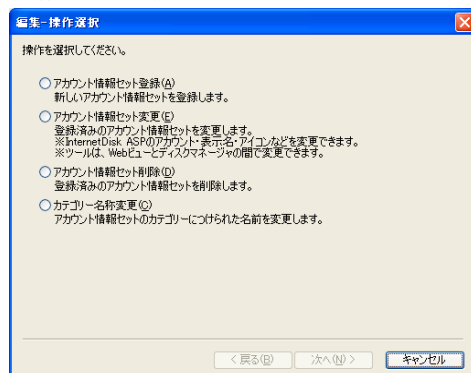 編集-操作選択
操作を選択してください。
アカウント情報セット登録(A)
新しいアカウント情報セットを登録します。
アカウント情報セット変更(E)
登録済みのアカウント情報セットを変更します。
※InternetDisk ASPのアカウント・表示名・アイコンなどを変更できます。
※ツールは、Webビューとディスクマネージャの間で変更できます。
アカウント情報セット削除(D)
登録済みのアカウント情報セットを削除します。
カテゴリー名称変更(C)
アカウント情報セットのカテゴリーにつけられた名前を変更します。
< 戻る(B)
次へ(N) >
キャンセル